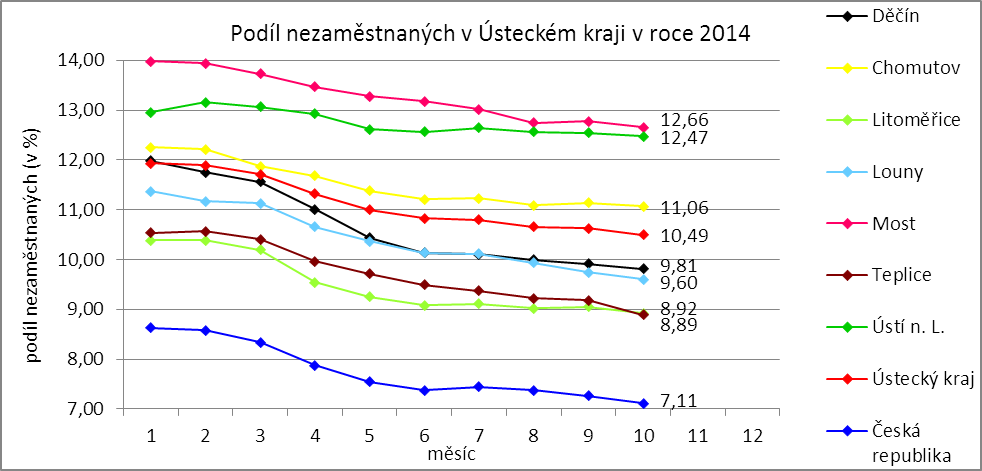 Podíl nezaměstnaných v Ústeckém kraji v roce 2014
podíl nezaměstnaných (v %)
14,00
13,00
12,00
11,00
10,00
9,00
8,00
7,00
12,66
12,47
11,06
10,49
9,81
9,60
8,92
8,89
7,11
1 2 3 4 5 6 7 8 9 10 11 12
měsíc
Děčín
Chomutov
Litoměřice
Louny
Most
Teplice
Ústí n. L.
Ústecký kraj
Česká
republika